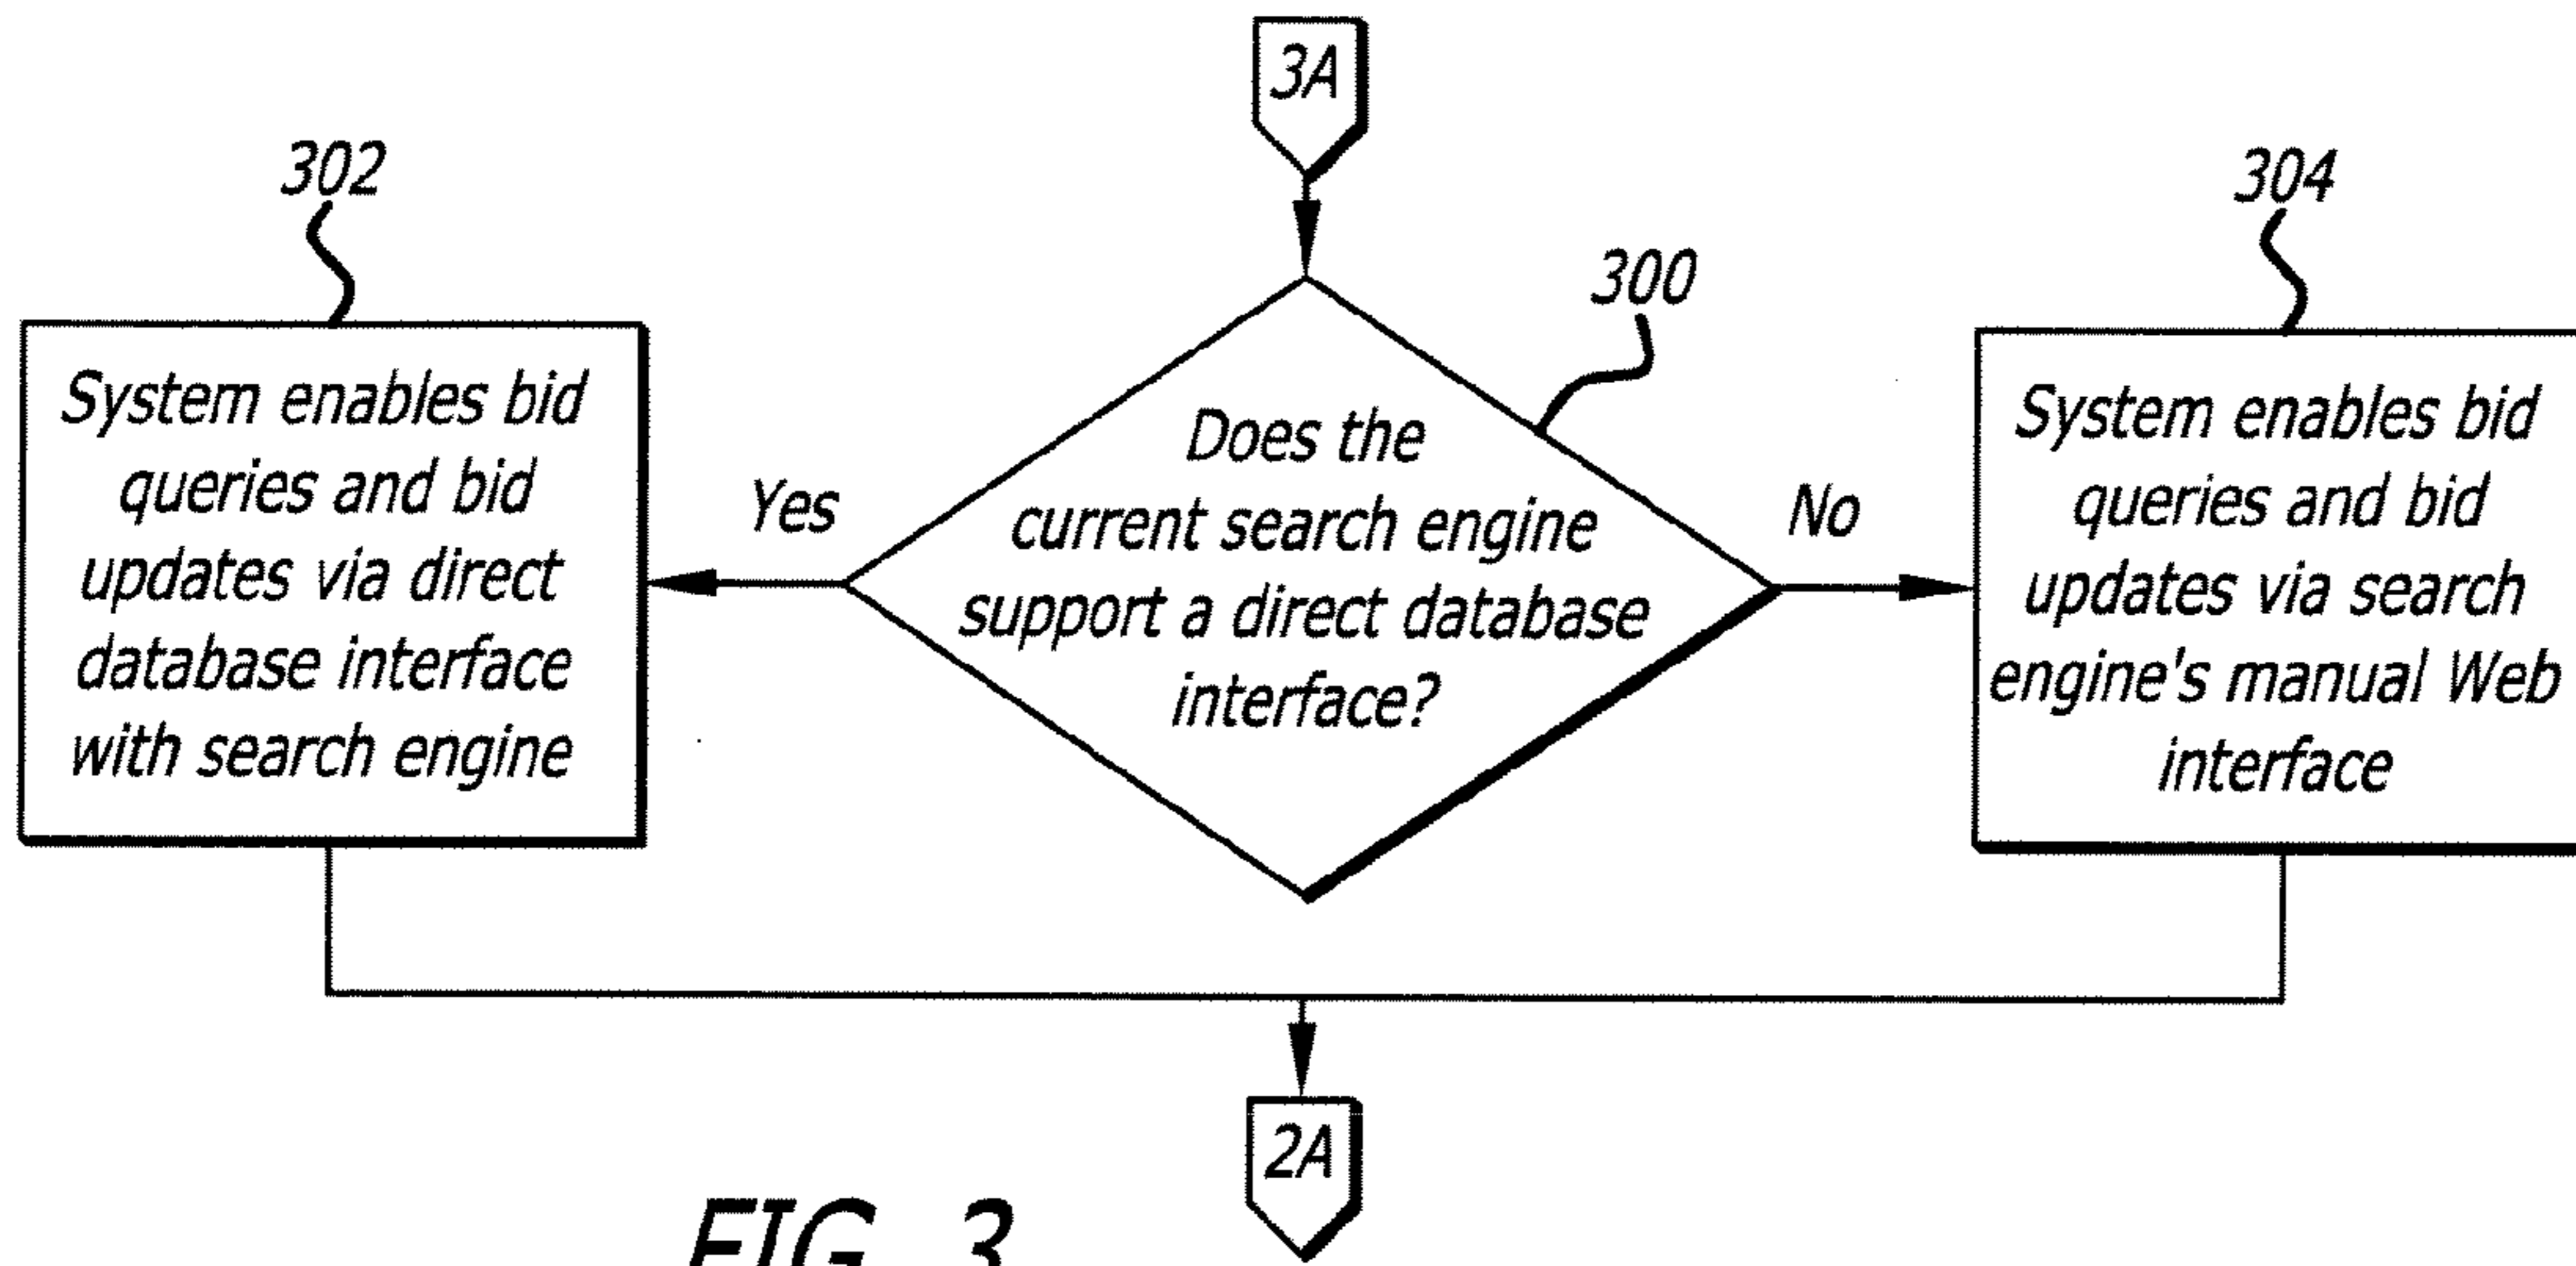 3A
302
304
300
System enables bid
queries and bid
updates via direct
database interface
with search engine
Yes
Does the
current search engine
support a direct database
interface?
No
System enables bid
queries and bid
updates via search
engine's manual Web
interface
2A
FIG. 3